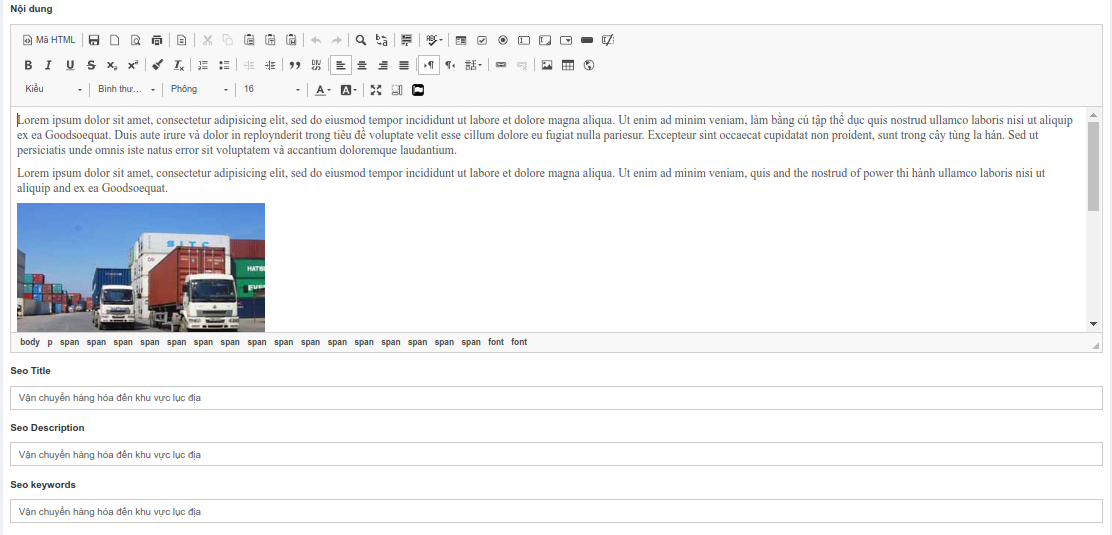 Nội dung
Mã HTML
B I U S x₂ x² Tx
Kiểu Bình thư... Phông 16 A A
Lorem ipsum dolor sit amet, consectetur adipisicing elit, sed do eiusmod tempor incididunt ut labore et dolore magna aliqua. Ut enim ad minim veniam, làm bằng cú tập thể dục quis nostrud ullamco laboris nisi ut aliquip
ex ea Goodsoequat. Duis aute irure và dolor in reploynderit trong tiêu đề voluptate velit esse cillum dolore eu fugiat nulla pariesur. Excepteur sint occaecat cupidatat non proident, sunt trong cây tùng la hán. Sed ut
persiciatis unde omnis iste natus error sit voluptatem và accantium doloremque laudantium.
Lorem ipsum dolor sit amet, consectetur adipisicing elit, sed do eiusmod tempor incididunt ut labore et dolore magna aliqua. Ut enim ad minim veniam, quis and the nostrud of power thi hành ullamco laboris nisi ut
aliquip and ex ea Goodsoequat.
SITC
HATSU
body p span span span span span span span span span span span span span span span span font font
Seo Title
Vận chuyển hàng hóa đến khu vực lục địa
Seo Description
Vận chuyển hàng hóa đến khu vực lục địa
Seo keywords
Vận chuyển hàng hóa đến khu vực lục địa